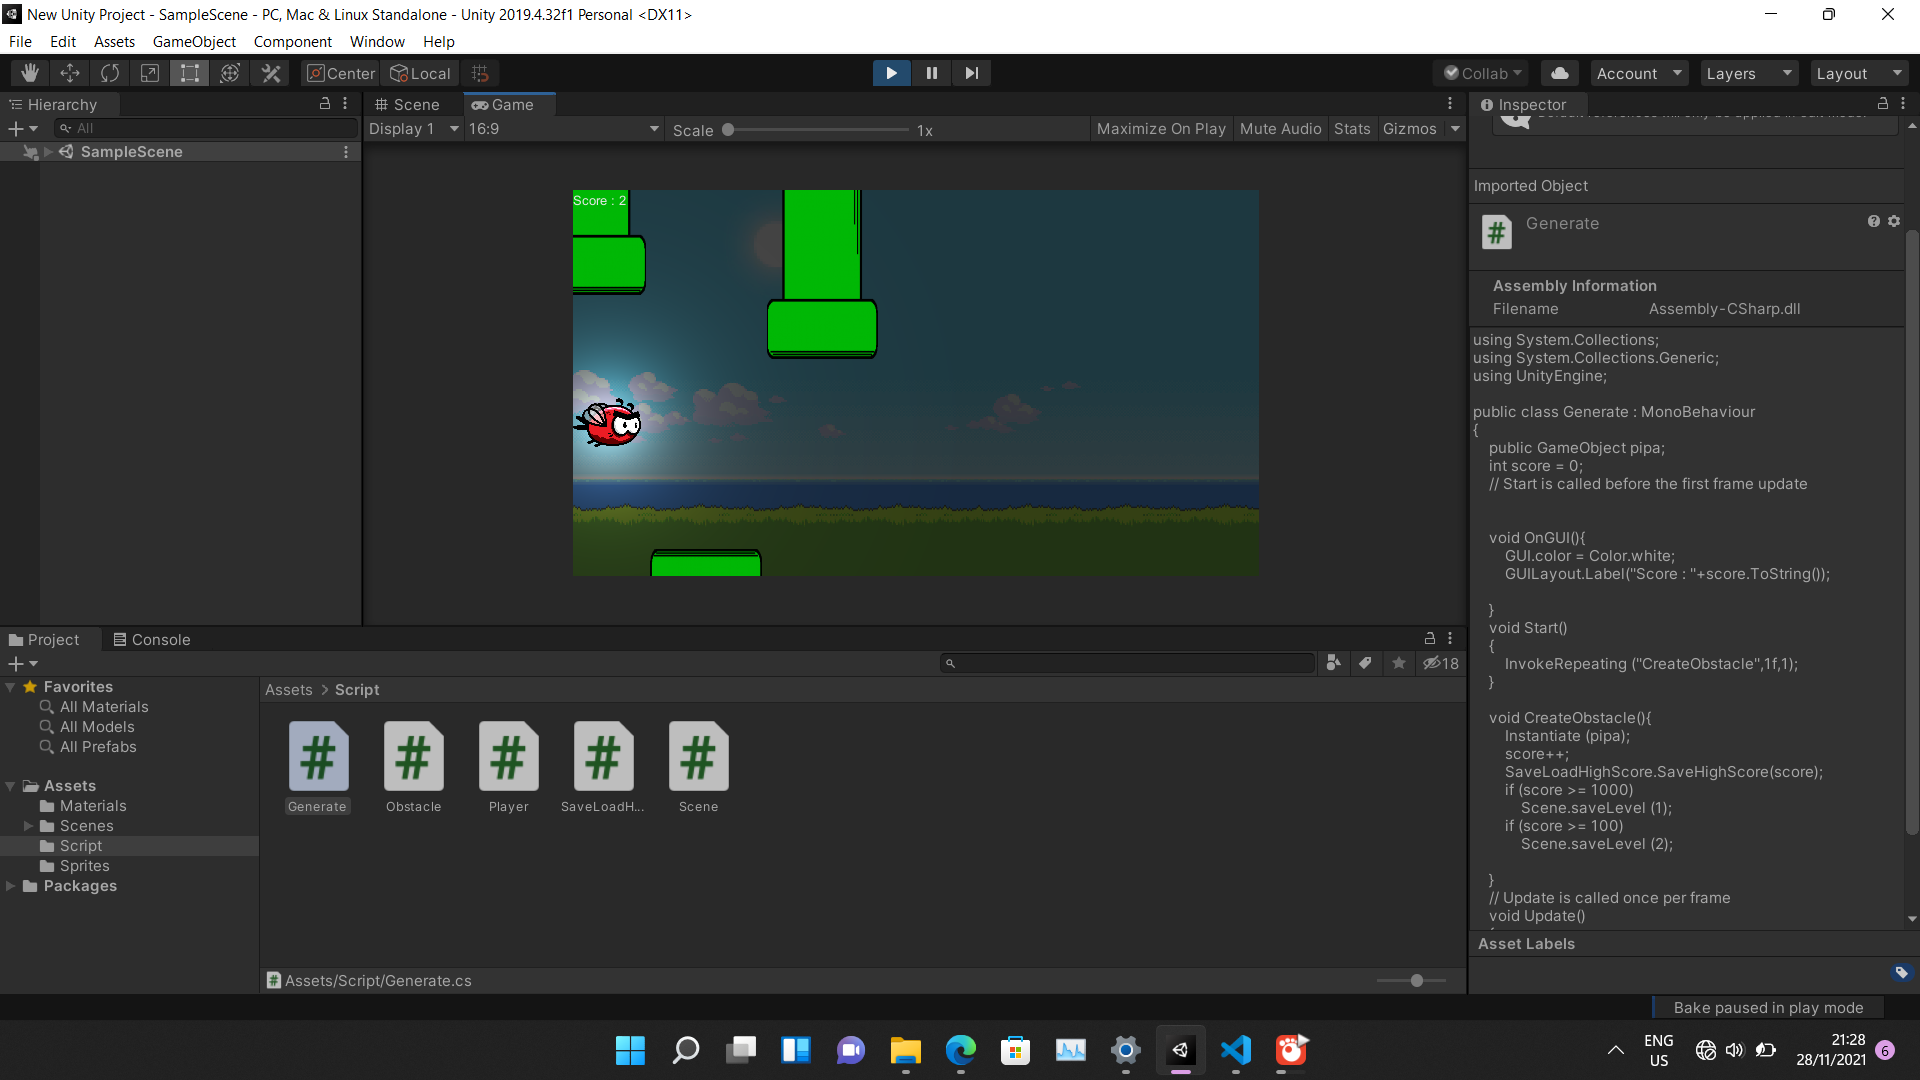 New Unity Project - SampleScene - PC, Mac & Linux Standalone - Unity 2019.4.32f1 Personal <DX11>
File Edit Assets GameObject Component Window Help
Center Local Collab Account Layers Layout
Hierarchy
All
SampleScene
Scene Game
Display 1 16:9 Scale 1x Maximize On Play Mute Audio Stats Gizmos
Score : 2
Inspector
Imported Object
Generate
Assembly Information
Filename Assembly-CSharp.dll
using System.Collections;
using System.Collections.Generic;
using UnityEngine;
public class Generate : MonoBehaviour
{
public GameObject pipa;
int score = 0;
// Start is called before the first frame update
void OnGUI(){
GUI.color = Color.white;
GUILayout.Label("Score : "+score.ToString());
}
void Start()
{
InvokeRepeating ("CreateObstacle",1f,1);
}
void CreateObstacle(){
Instantiate (pipa);
score++;
SaveLoadHighScore.SaveHighScore(score);
if (score >= 1000)
Scene.saveLevel (1);
if (score >= 100)
Scene.saveLevel (2);
}
// Update is called once per frame
void Update()
Asset Labels
Project Console
18
Favorites
All Materials
All Models
All Prefabs
Assets
Materials
Scenes
Script
Sprites
Packages
Assets > Script
Generate Obstacle Player SaveLoadH... Scene
Assets/Script/Generate.cs
Bake paused in play mode
ENG
US
21:28
28/11/2021
6